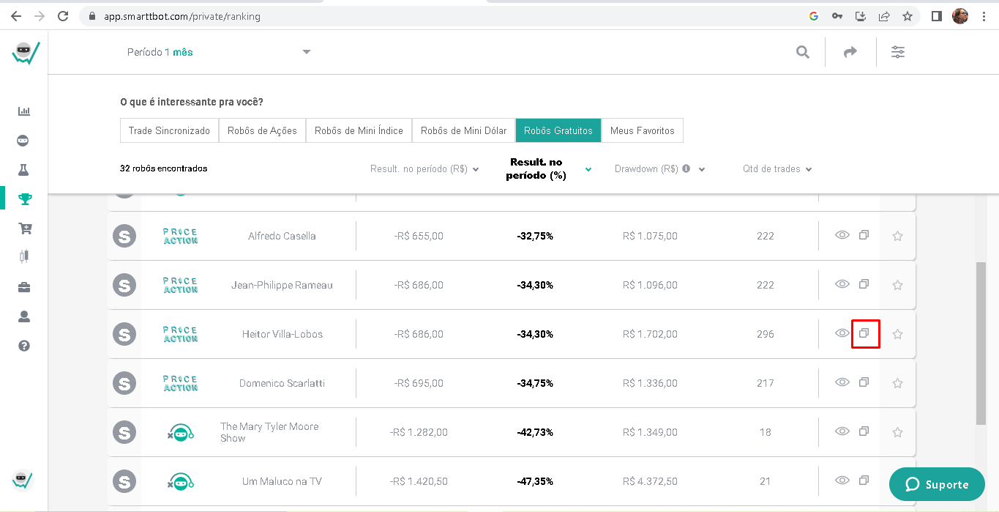 app.smarttbot.com/private/ranking
Período 1 mês
O que é interessante pra você?
Trade Sincronizado
Robôs de Ações
Robôs de Mini Índice
Robôs de Mini Dólar
Robôs Gratuitos
Meus Favoritos
32 robôs encontrados
Result. no período (R$)
Result. no
período (%)
Drawdown (R$)
Qtd de trades
S PRICE ACTION Alfredo Casella -R$ 655,00 -32,75% R$ 1.075,00 222
S PRICE ACTION Jean-Philippe Rameau -R$ 686,00 -34,30% R$ 1.096,00 222
S PRICE ACTION Heitor Villa-Lobos -R$ 686,00 -34,30% R$ 1.702,00 296
S PRICE ACTION Domenico Scarlatti -R$ 695,00 -34,75% R$ 1.336,00 217
S The Mary Tyler Moore Show -R$ 1.282,00 -42,73% R$ 1.349,00 18
S Um Maluco na TV -R$ 1.420,50 -47,35% R$ 4.372,50 21
Suporte